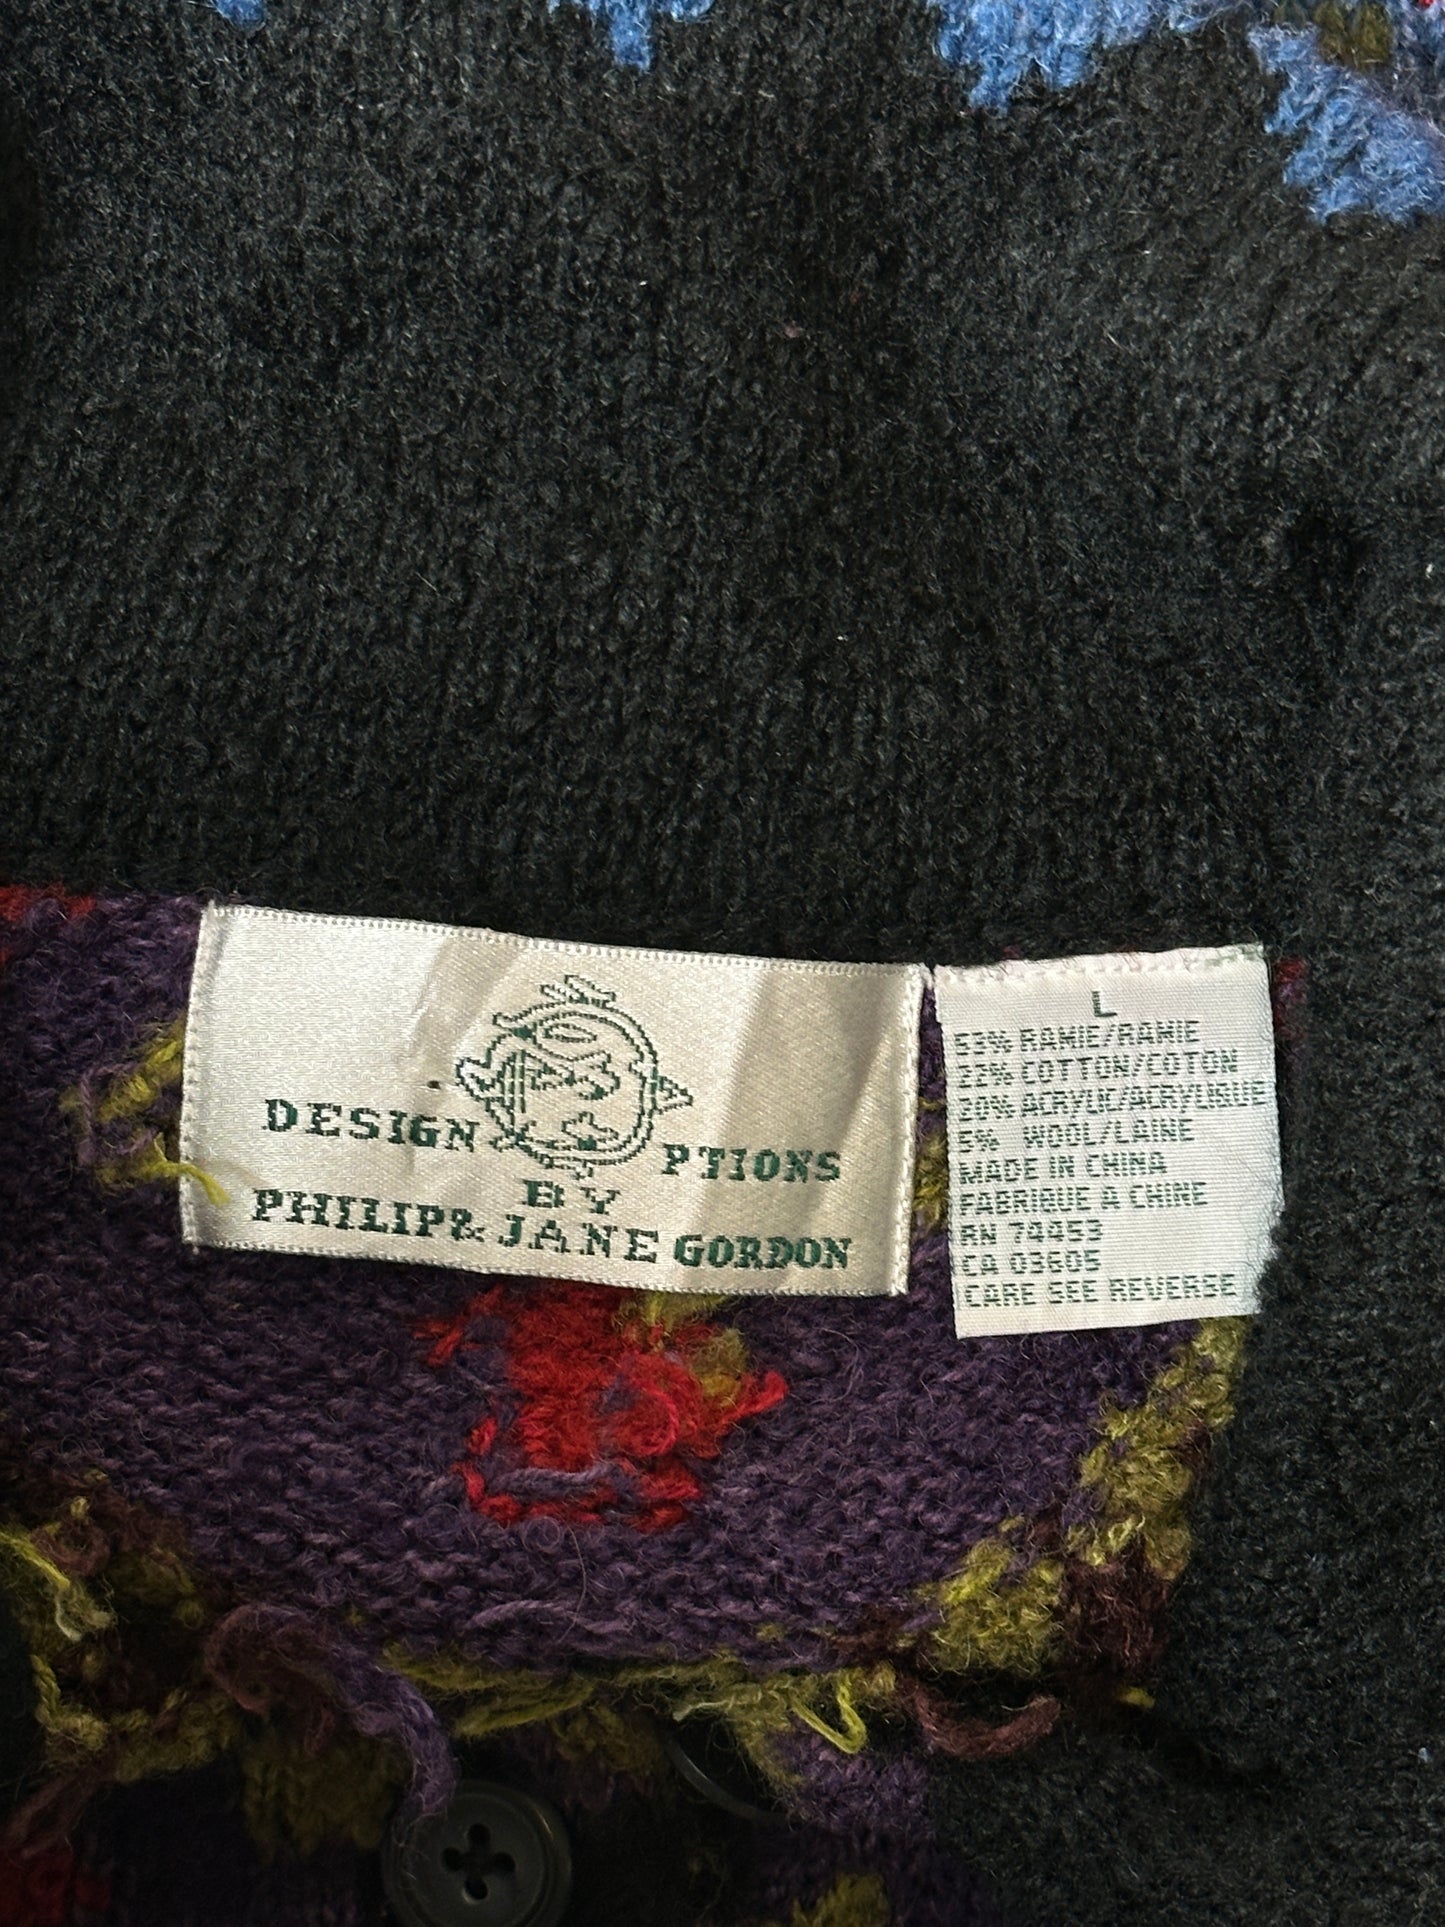 DESIGN OPTIONS
BY
PHILIP & JANE GORDON
L
53% RAMIE/RAMIE
22% COTTON/COTON
20% ACRYLIC/ACRYLIQUE
5% WOOL/LAINE
MADE IN CHINA
FABRIQUE A CHINE
RN 74453
CA 03605
CARE SEE REVERSE